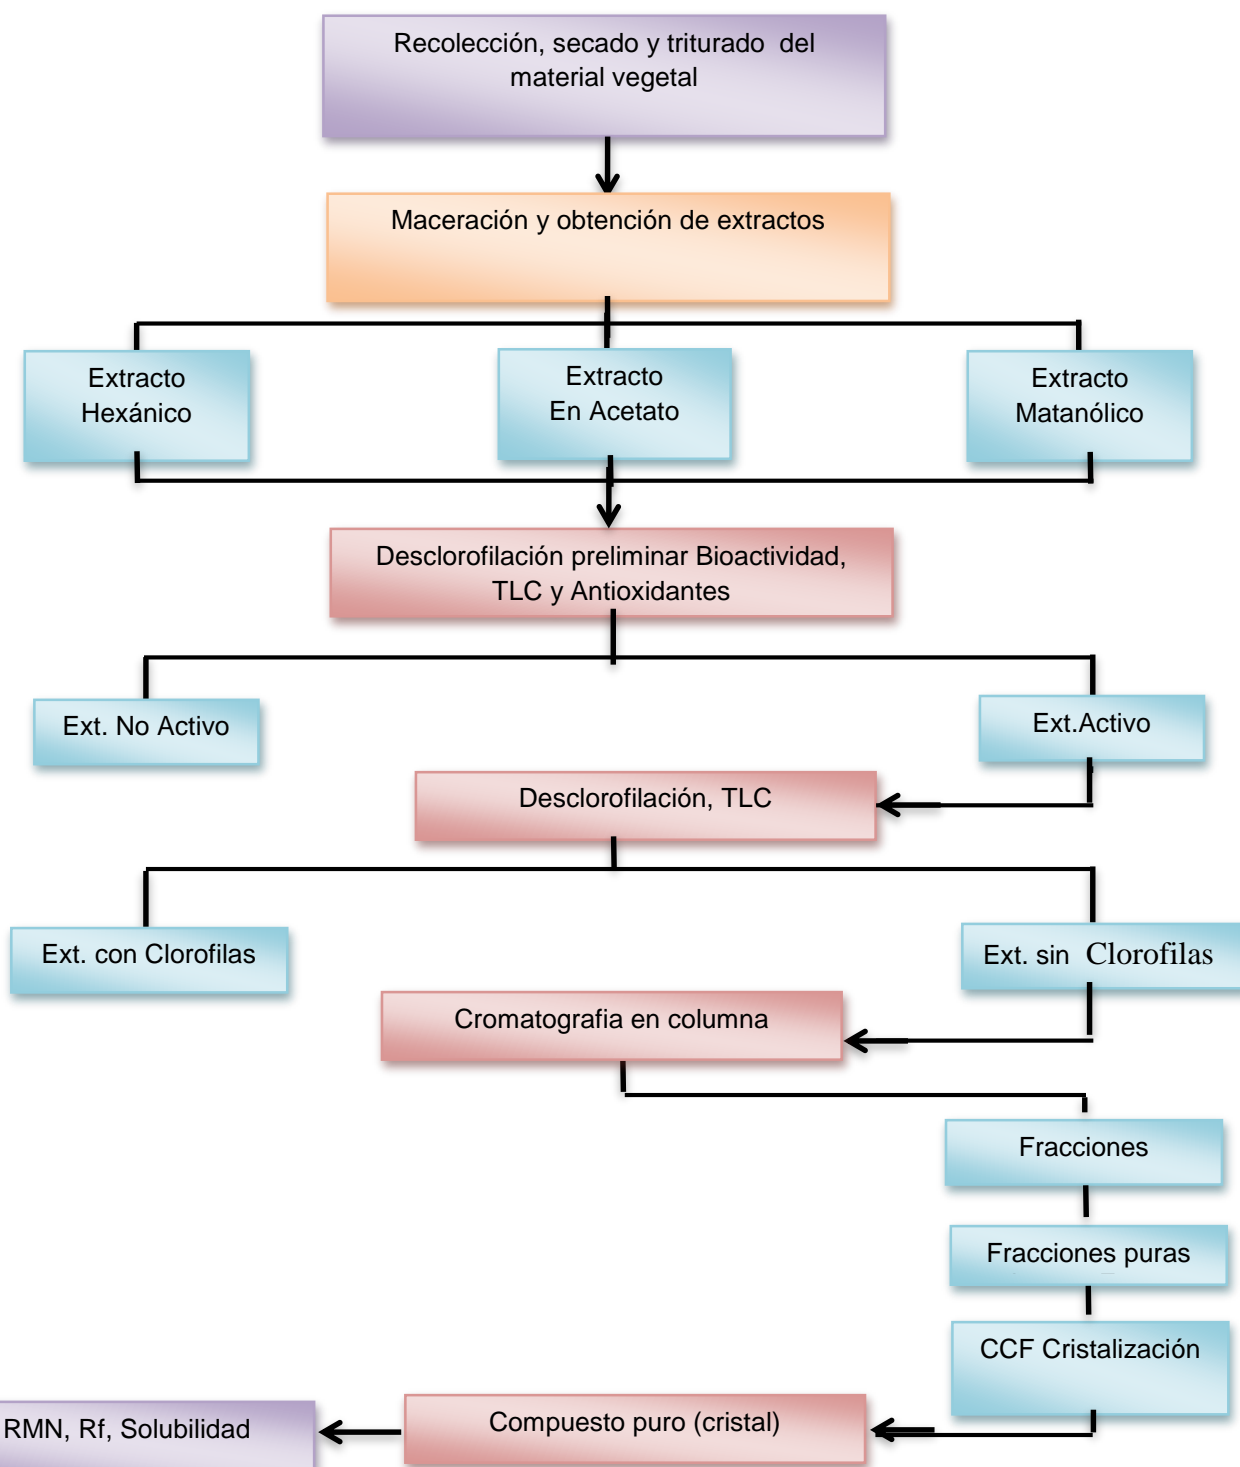 Recolección, secado y triturado del
material vegetal
Maceración y obtención de extractos
Extracto
Hexánico
Extracto
En Acetato
Extracto
Matanólico
Desclorofilación preliminar Bioactividad,
TLC y Antioxidantes
Ext. No Activo
Ext.Activo
Desclorofilación, TLC
Ext. con Clorofilas
Ext. sin Clorofilas
Cromatografia en columna
Fracciones
Fracciones puras
CCF Cristalización
Compuesto puro (cristal)
RMN, Rf, Solubilidad